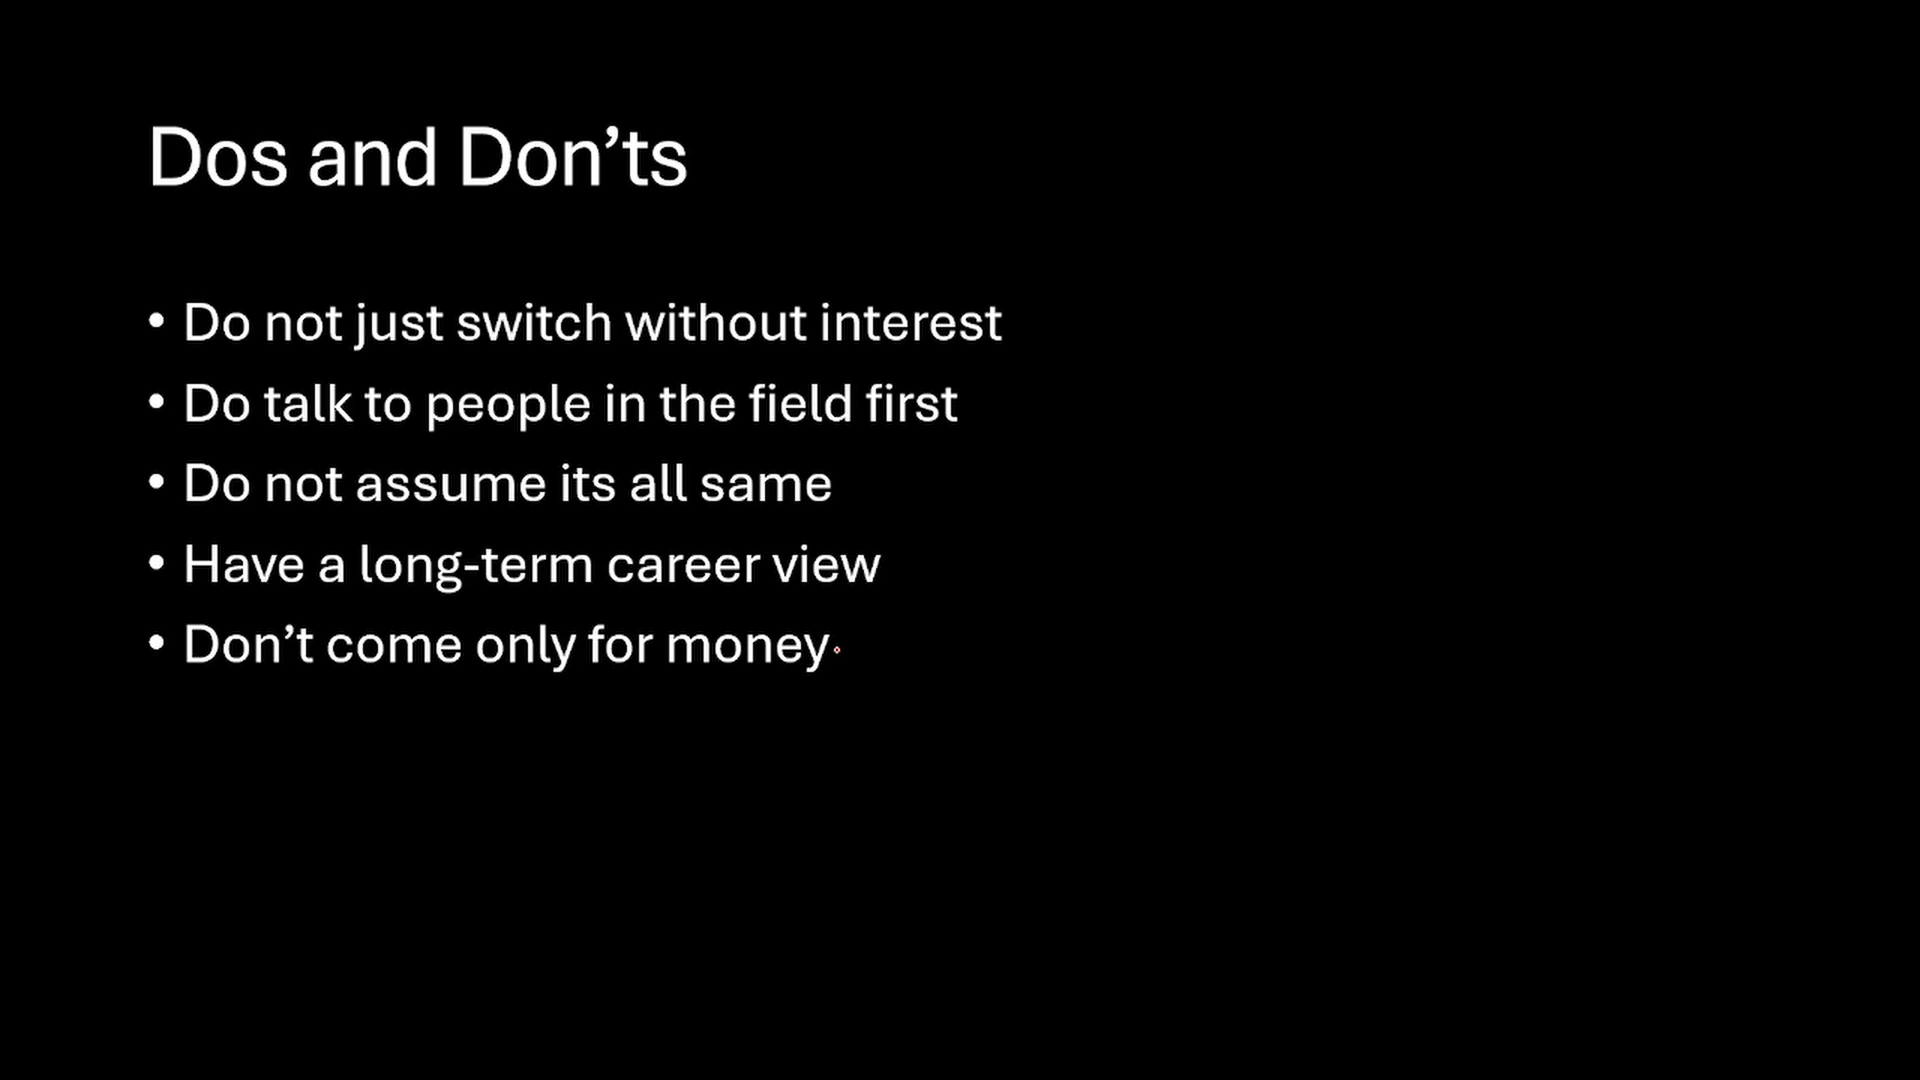 Dos and Don’ts
• Do not just switch without interest
• Do talk to people in the field first
• Do not assume its all same
• Have a long-term career view
• Don’t come only for money